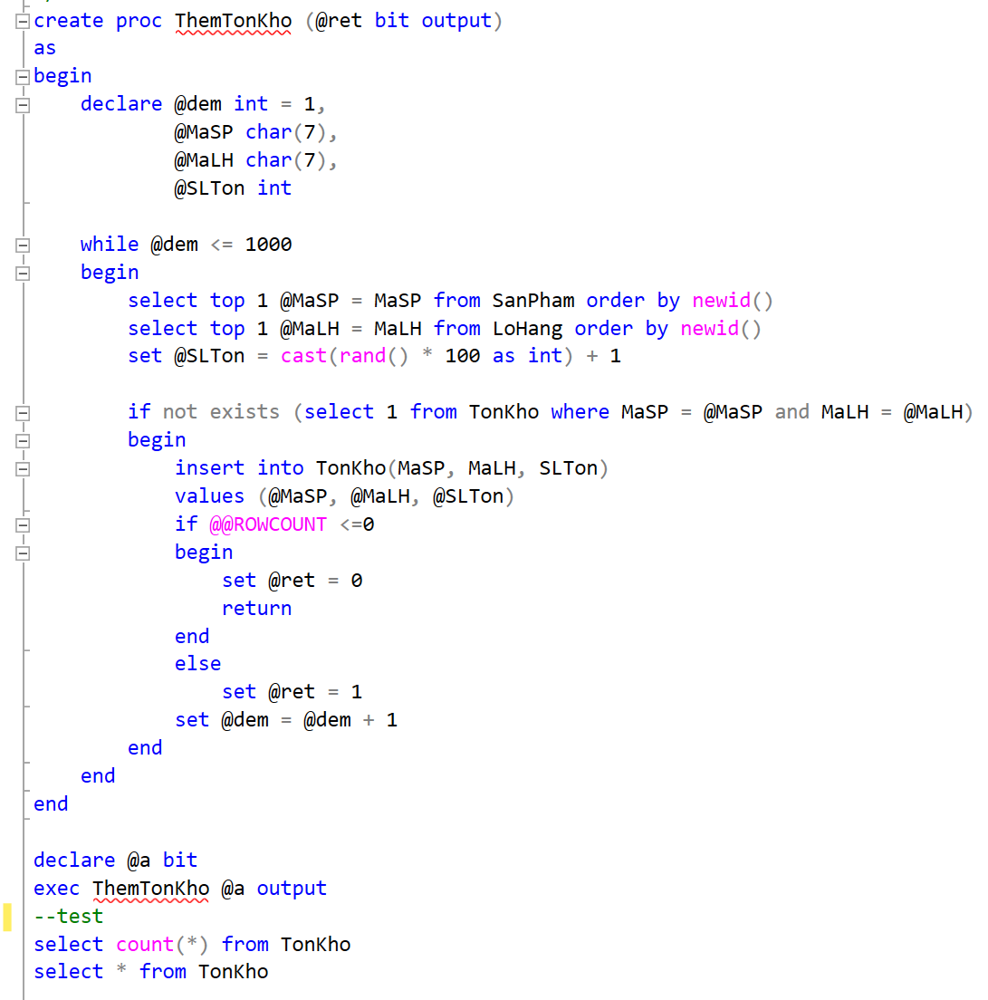 create proc ThemTonKho (@ret bit output)
as
begin
    declare @dem int = 1,
            @MaSP char(7),
            @MaLH char(7),
            @SLTon int

    while @dem <= 1000
    begin
        select top 1 @MaSP = MaSP from SanPham order by newid()
        select top 1 @MaLH = MaLH from LoHang order by newid()
        set @SLTon = cast(rand() * 100 as int) + 1

        if not exists (select 1 from TonKho where MaSP = @MaSP and MaLH = @MaLH)
        begin
            insert into TonKho(MaSP, MaLH, SLTon)
            values (@MaSP, @MaLH, @SLTon)
            if @@ROWCOUNT <=0
            begin
                set @ret = 0
                return
            end
            else
                set @ret = 1
            set @dem = @dem + 1
        end
    end
end

declare @a bit
exec ThemTonKho @a output
--test
select count(*) from TonKho
select * from TonKho